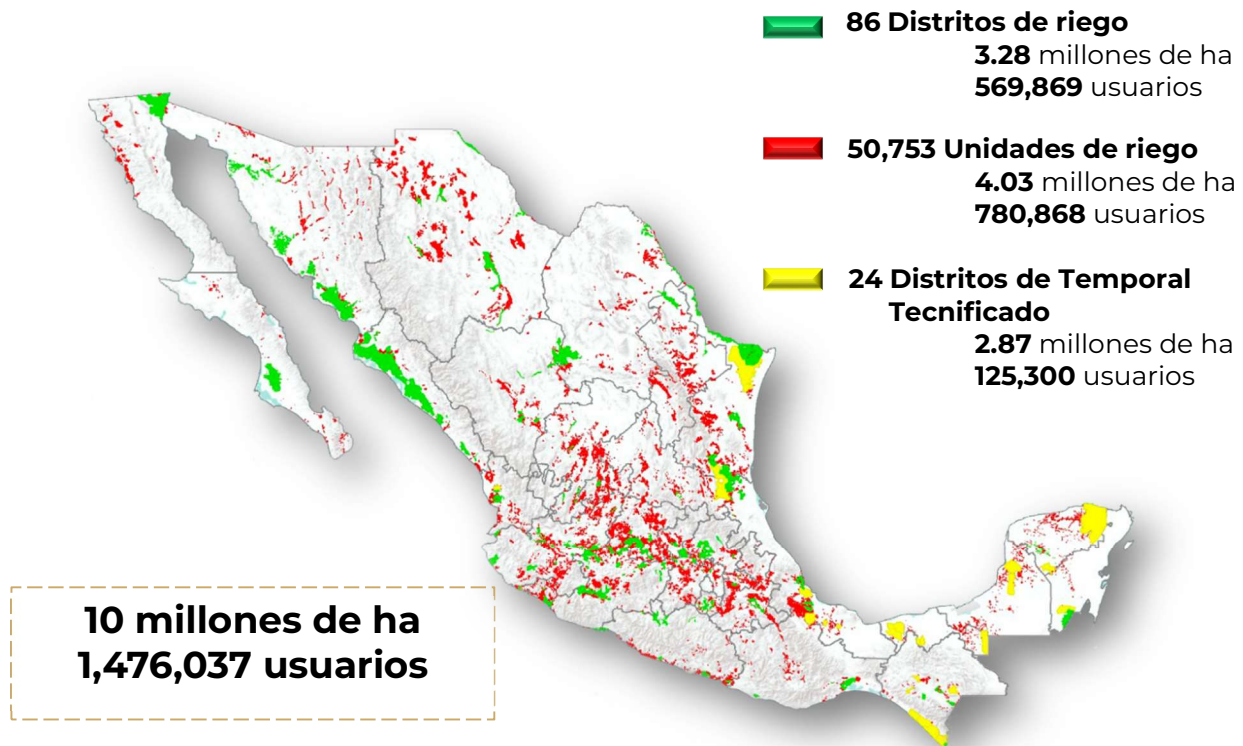 86 Distritos de riego
3.28 millones de ha
569,869 usuarios
50,753 Unidades de riego
4.03 millones de ha
780,868 usuarios
24 Distritos de Temporal
Tecnificado
2.87 millones de ha
125,300 usuarios
10 millones de ha
1,476,037 usuarios